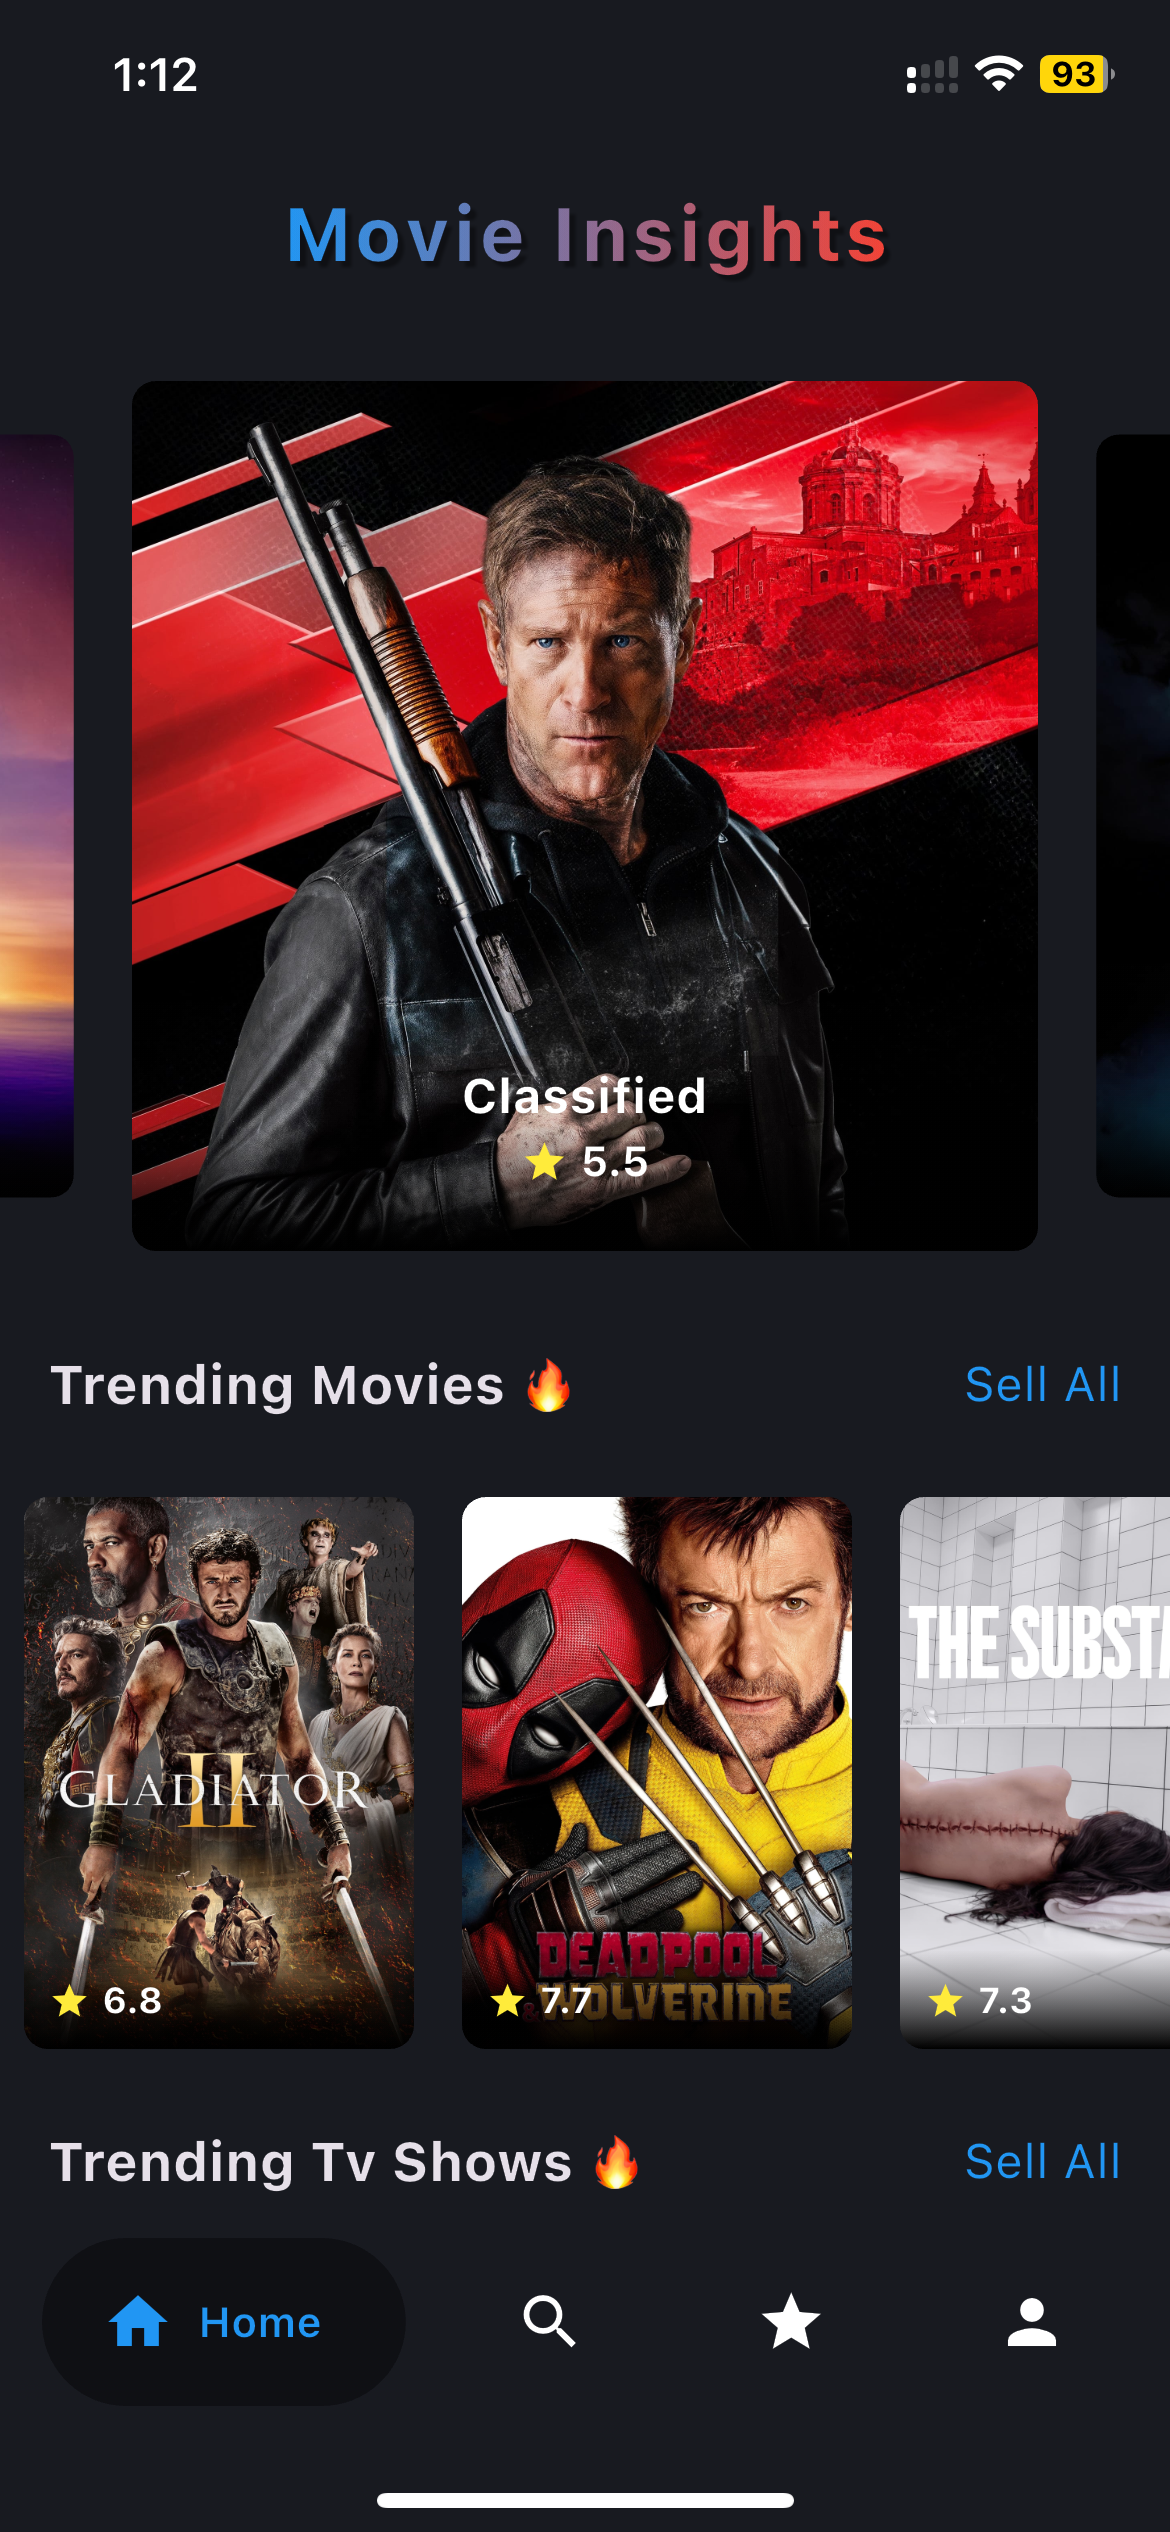 1:12
93
Movie Insights
Classified
5.5
Trending Movies 🔥
Sell All
GLADIATOR
II
6.8
DEADPOOL
& WOLVERINE
7.7
THE SUBSTA
7.3
Trending Tv Shows 🔥
Sell All
Home